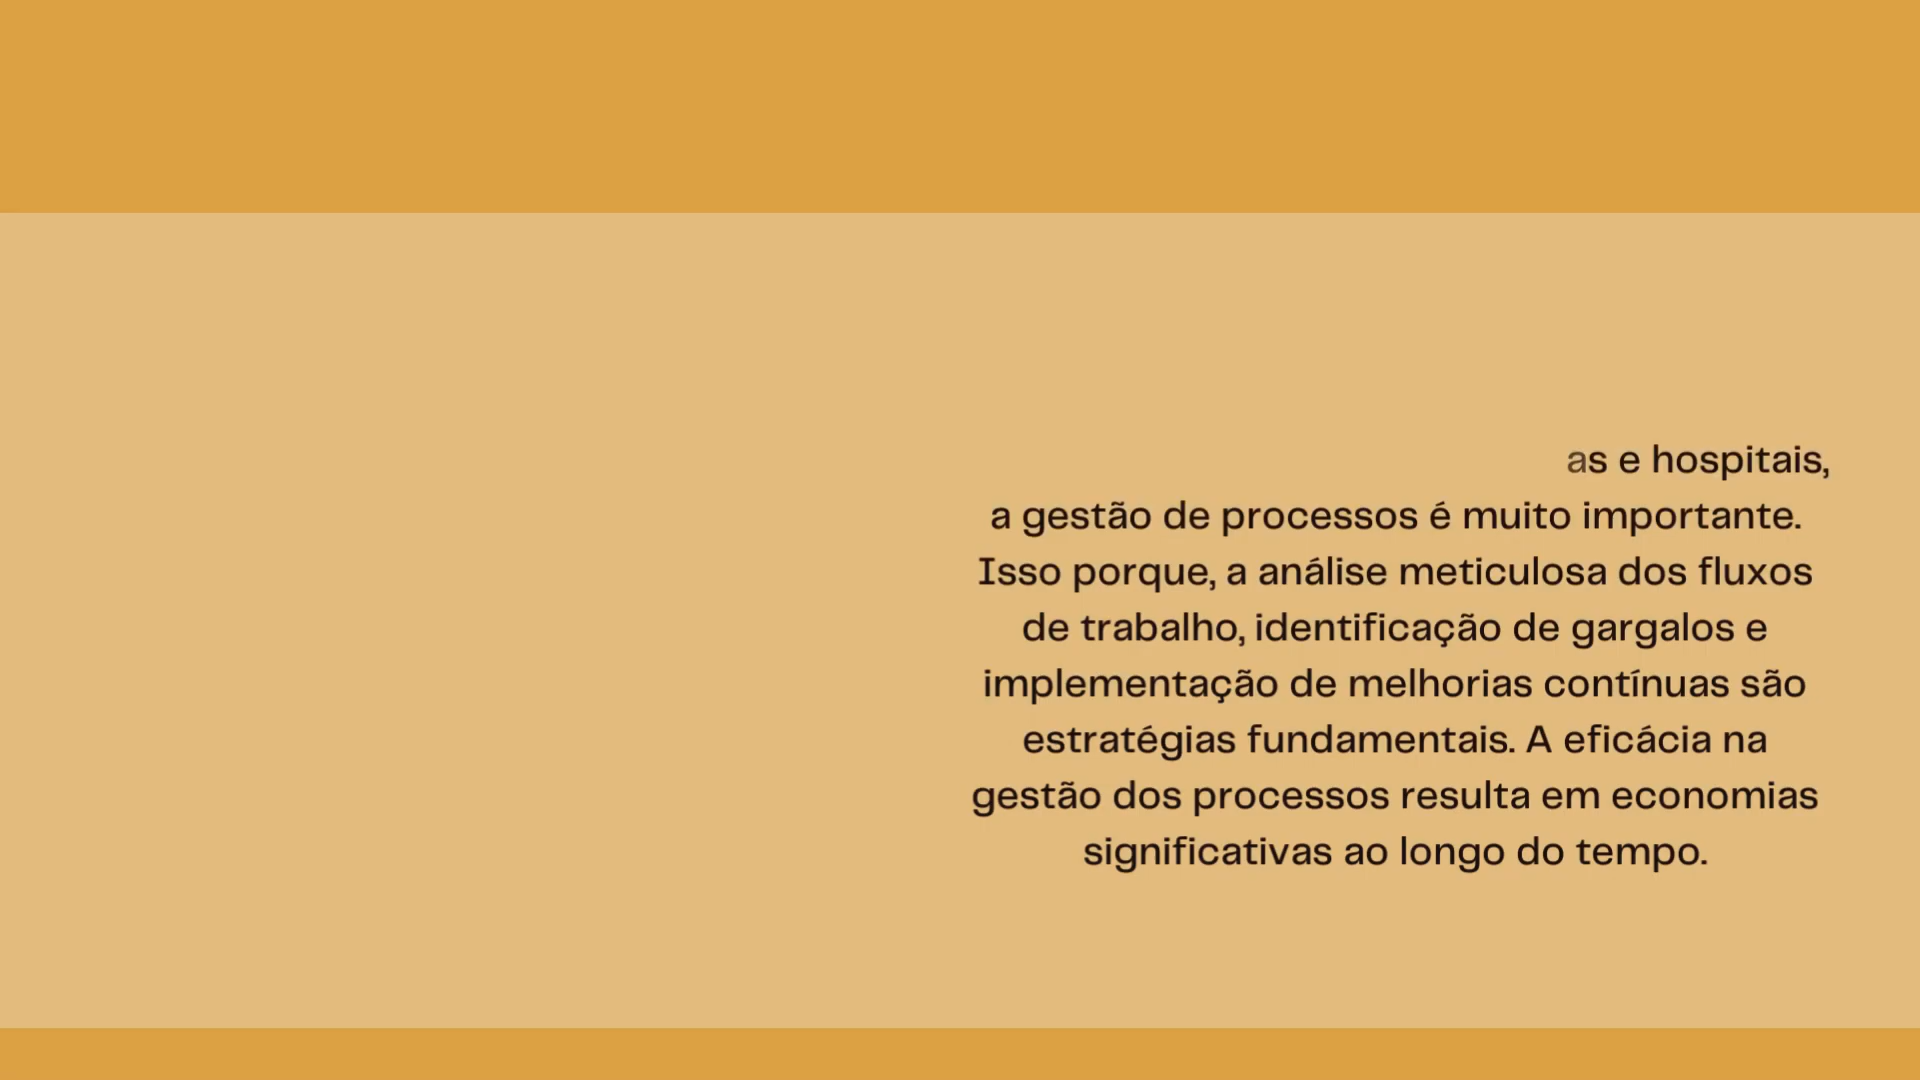 as e hospitais,
a gestão de processos é muito importante.
Isso porque, a análise meticulosa dos fluxos
de trabalho, identificação de gargalos e
implementação de melhorias contínuas são
estratégias fundamentais. A eficácia na
gestão dos processos resulta em economias
significativas ao longo do tempo.